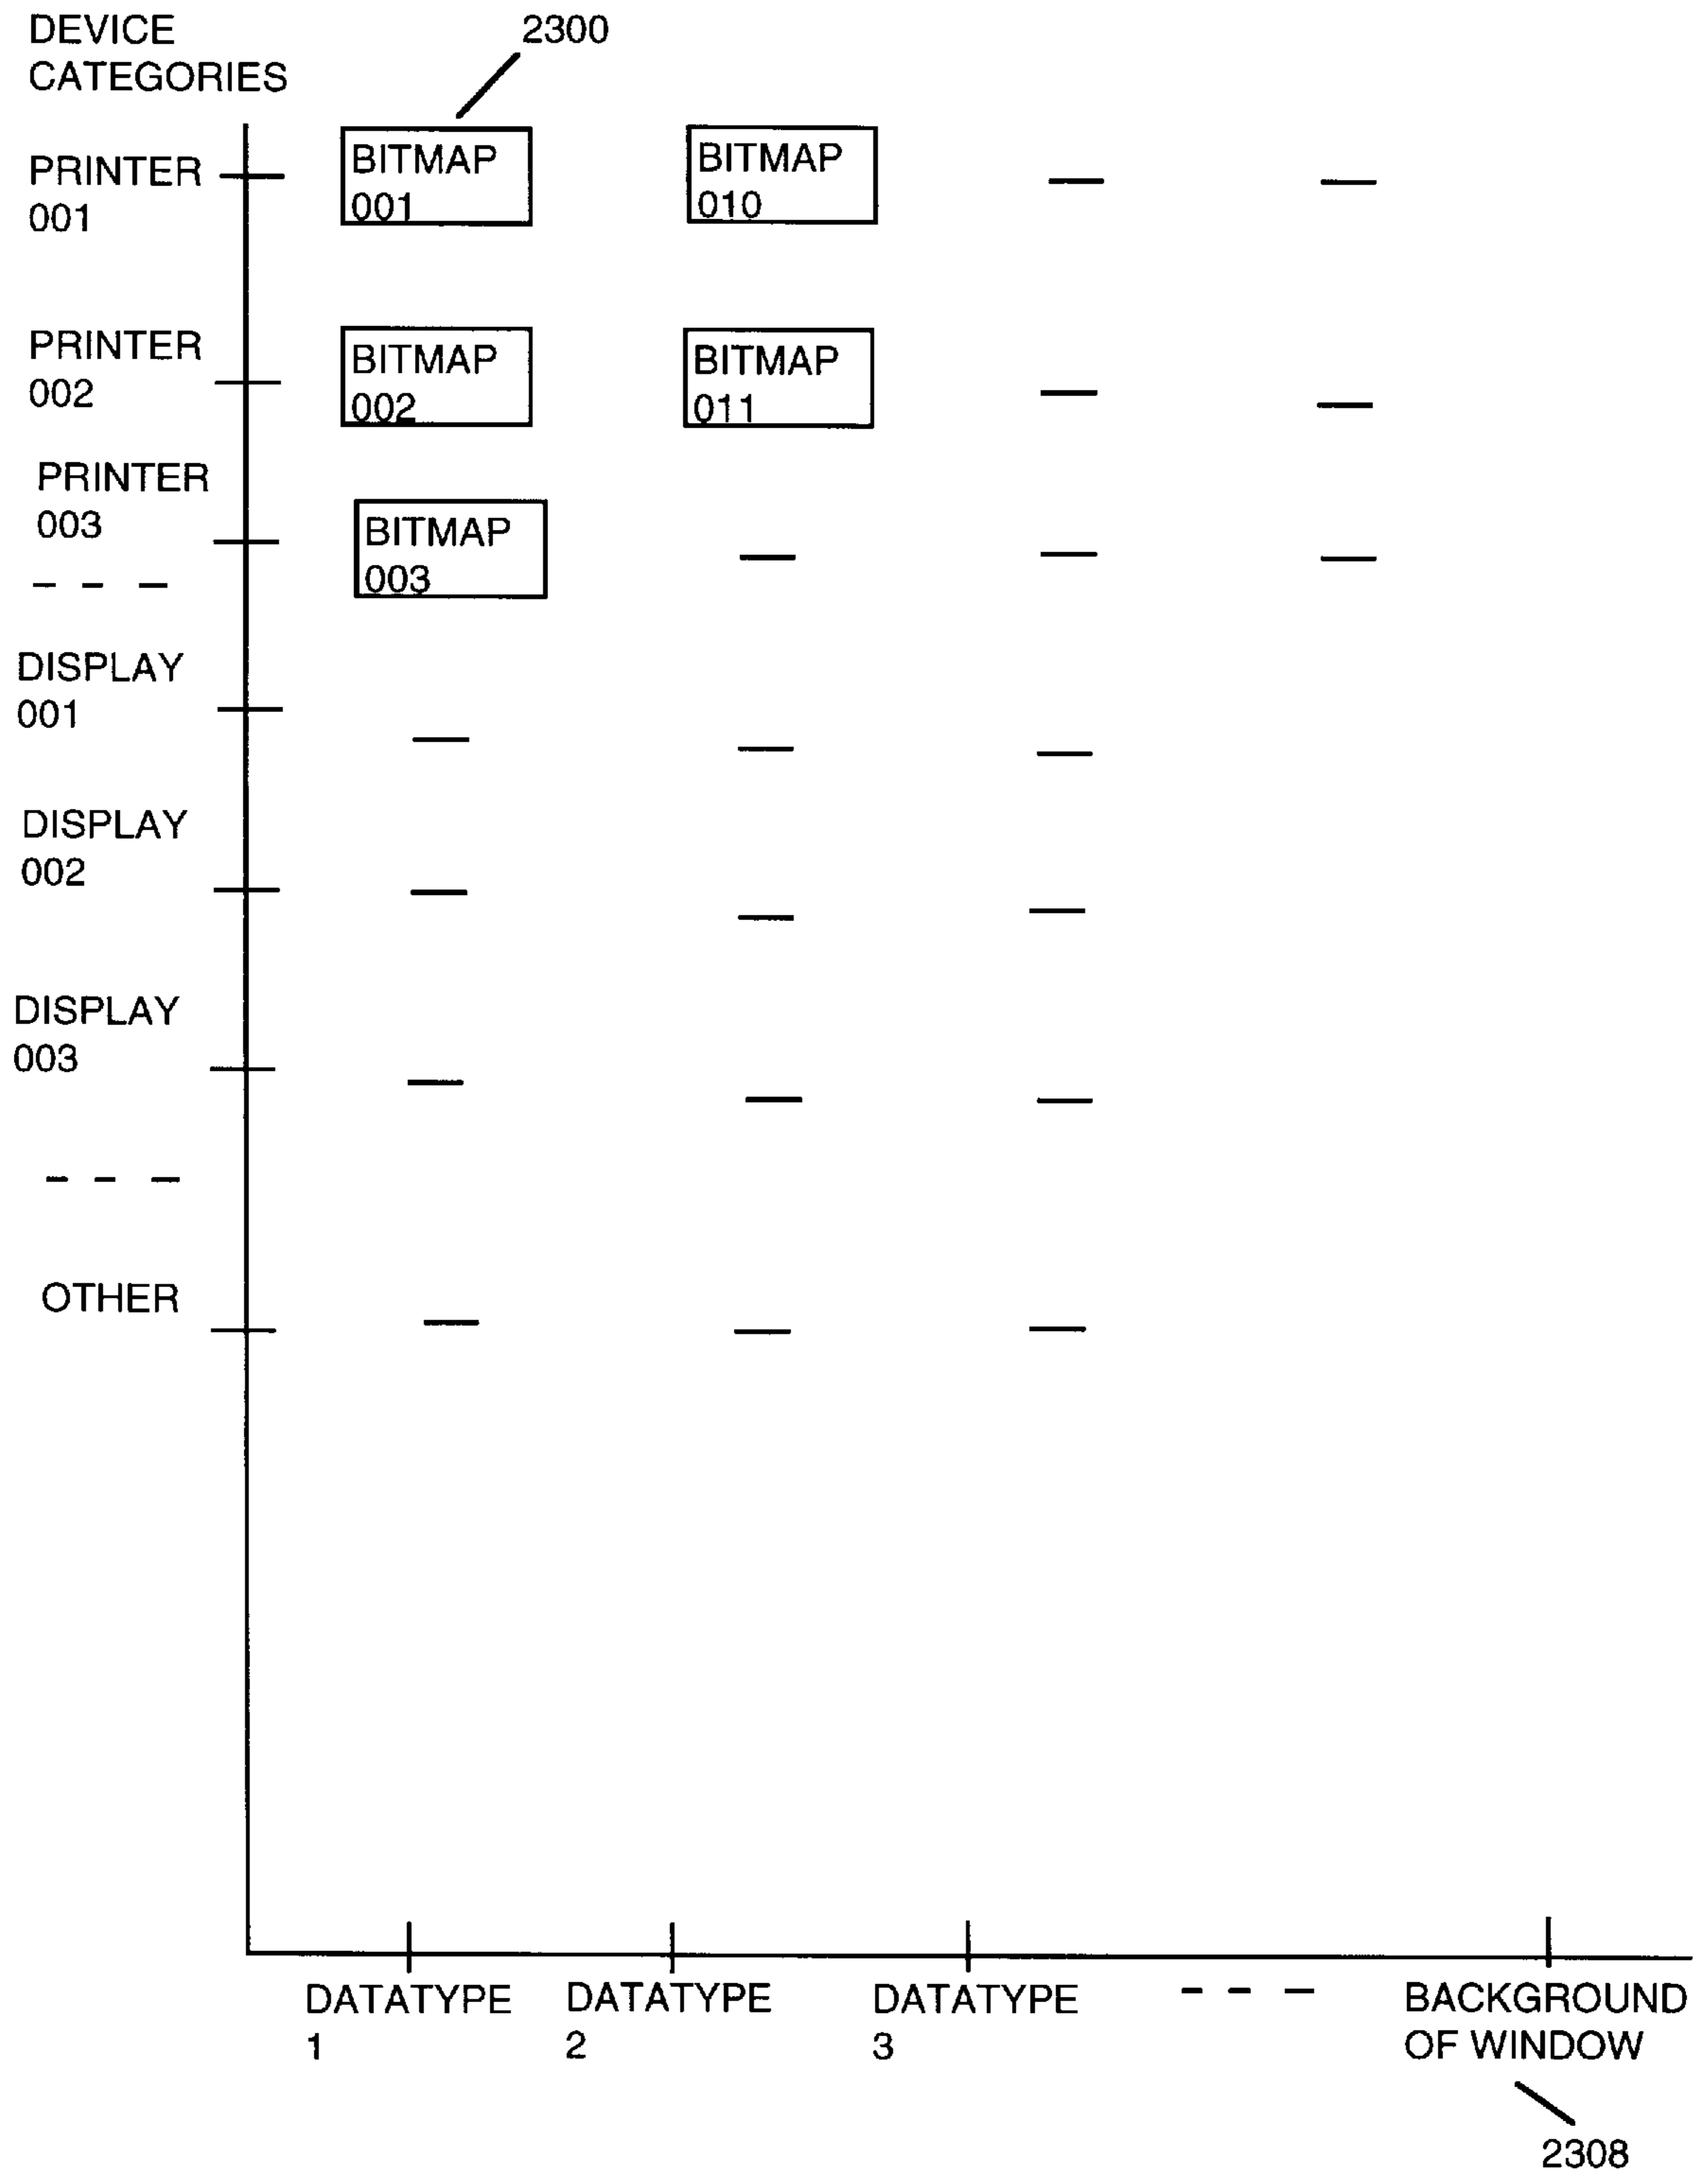 DEVICE
CATEGORIES
2300
PRINTER
001
BITMAP
001
BITMAP
010
PRINTER
002
BITMAP
002
BITMAP
011
PRINTER
003
BITMAP
003
DISPLAY
001
DISPLAY
002
DISPLAY
003
OTHER
DATATYPE
1
DATATYPE
2
DATATYPE
3
BACKGROUND
OF WINDOW
2308